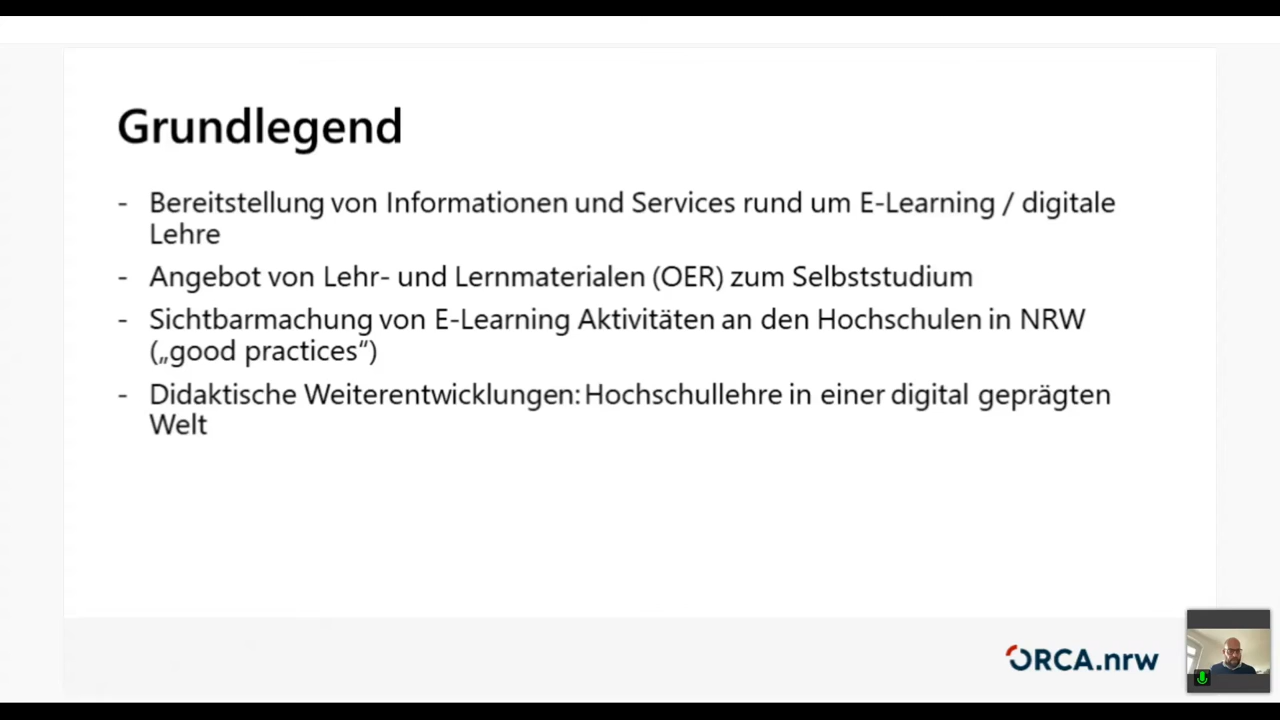 Grundlegend
- Bereitstellung von Informationen und Services rund um E-Learning / digitale
Lehre
- Angebot von Lehr- und Lernmaterialen (OER) zum Selbststudium
- Sichtbarmachung von E-Learning Aktivitäten an den Hochschulen in NRW
(„good practices“)
- Didaktische Weiterentwicklungen: Hochschullehre in einer digital geprägten
Welt
ORCA.nrw